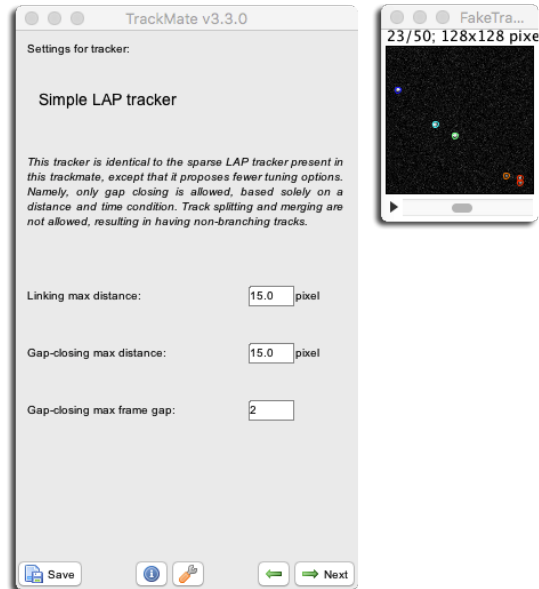 TrackMate v3.3.0
Settings for tracker:
Simple LAP tracker
This tracker is identical to the sparse LAP tracker present in
this trackmate, except that it proposes fewer tuning options.
Namely, only gap closing is allowed, based solely on a
distance and time condition. Track splitting and merging are
not allowed, resulting in having non-branching tracks.
Linking max distance: 15.0 pixel
Gap-closing max distance: 15.0 pixel
Gap-closing max frame gap: 2
Save
Next
FakeTra...
23/50; 128x128 pixe